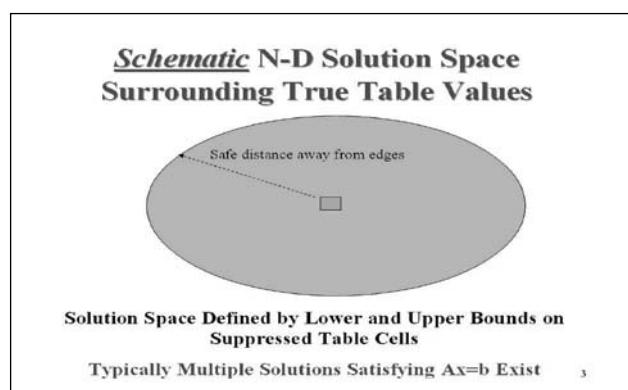 Schematic N-D Solution Space
Surrounding True Table Values
Safe distance away from edges
Solution Space Defined by Lower and Upper Bounds on
Suppressed Table Cells
Typically Multiple Solutions Satisfying Ax=b Exist
3